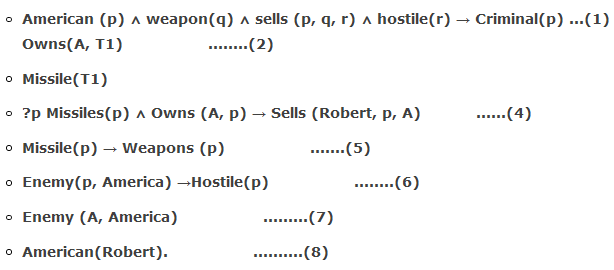 American (p) ∧ weapon(q) ∧ sells (p, q, r) ∧ hostile(r) → Criminal(p) ...(1)
Owns(A, T1) ........(2)
Missile(T1)
?p Missiles(p) ∧ Owns (A, p) → Sells (Robert, p, A) ......(4)
Missile(p) → Weapons (p) .......(5)
Enemy(p, America) →Hostile(p) ........(6)
Enemy (A, America) .........(7)
American(Robert). ..........(8)